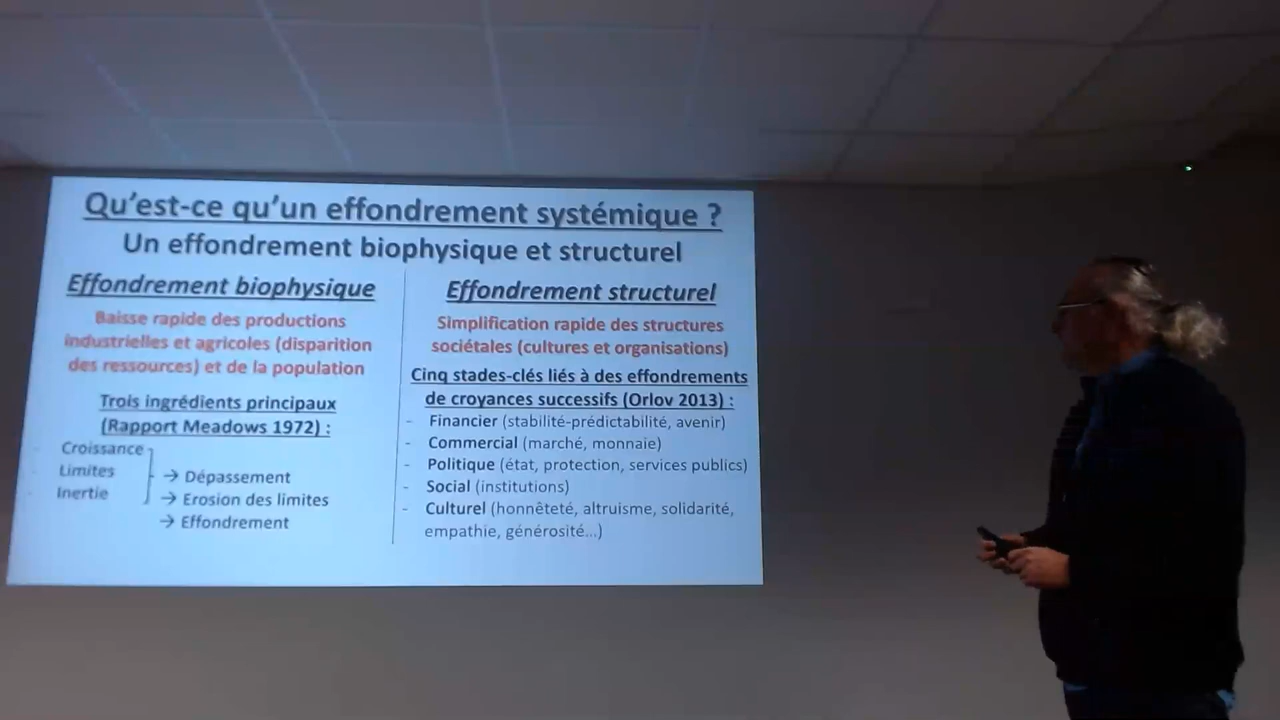 Qu'est-ce qu'un effondrement systémique ?
Un effondrement biophysique et structurel
Effondrement biophysique
Baisse rapide des productions
industrielles et agricoles (disparition
des ressources) et de la population
Trois ingrédients principaux
(Rapport Meadows 1972) :
- Croissance
- Limites
- Inertie
→ Dépassement
→ Erosion des limites
→ Effondrement
Effondrement structurel
Simplification rapide des structures
sociétales (cultures et organisations)
Cinq stades-clés liés à des effondrements
de croyances successifs (Orlov 2013) :
- Financier (stabilité-prédictabilité, avenir)
- Commercial (marché, monnaie)
- Politique (état, protection, services publics)
- Social (institutions)
- Culturel (honnêteté, altruisme, solidarité,
empathie, générosité...)